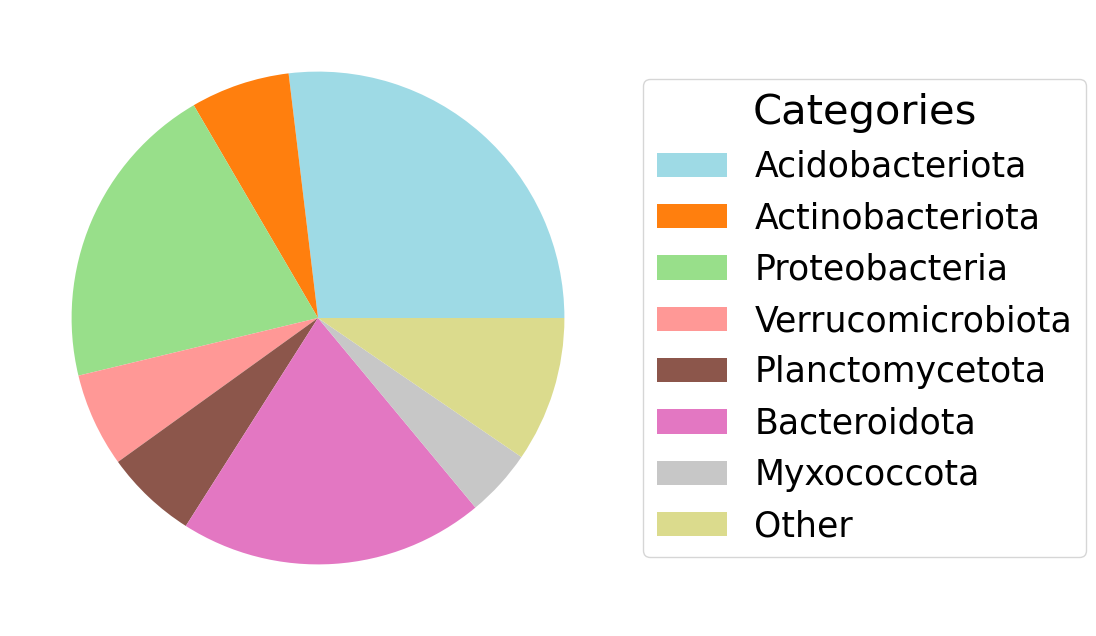 Categories
Acidobacteriota
Actinobacteriota
Proteobacteria
Verrucomicrobiota
Planctomycetota
Bacteroidota
Myxococcota
Other